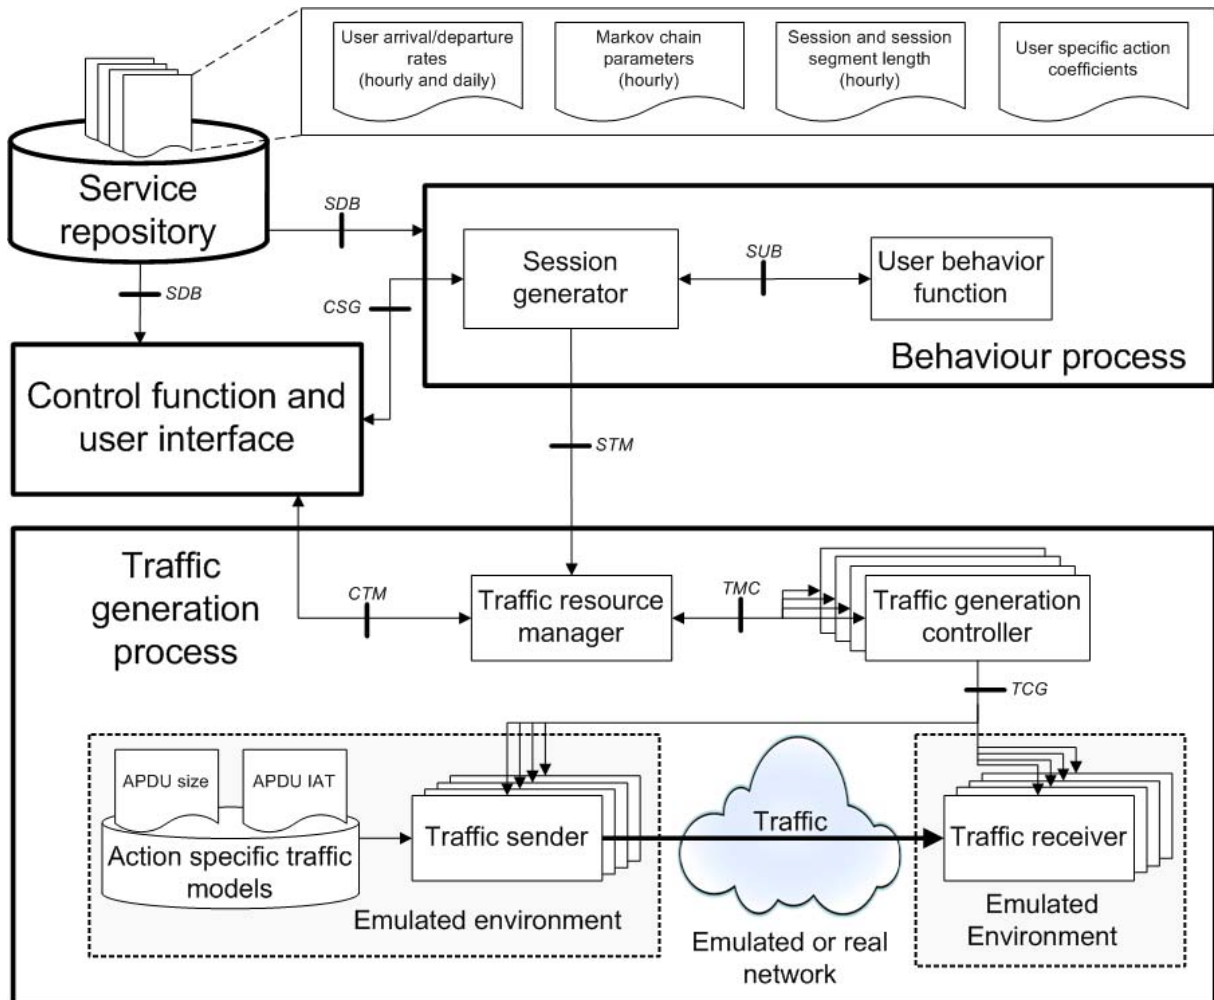 User arrival/departure
rates
(hourly and daily)
Markov chain
parameters
(hourly)
Session and session
segment length
(hourly)
User specific action
coefficients
Service
repository
SDB
SDB
CSG
Session
generator
SUB
User behavior
function
Behaviour process
Control function and
user interface
STM
Traffic
generation
process
CTM
Traffic resource
manager
TMC
Traffic generation
controller
TCG
APDU size
APDU IAT
Action specific traffic
models
Traffic sender
Emulated environment
Traffic
Emulated or real
network
Traffic receiver
Emulated
Environment